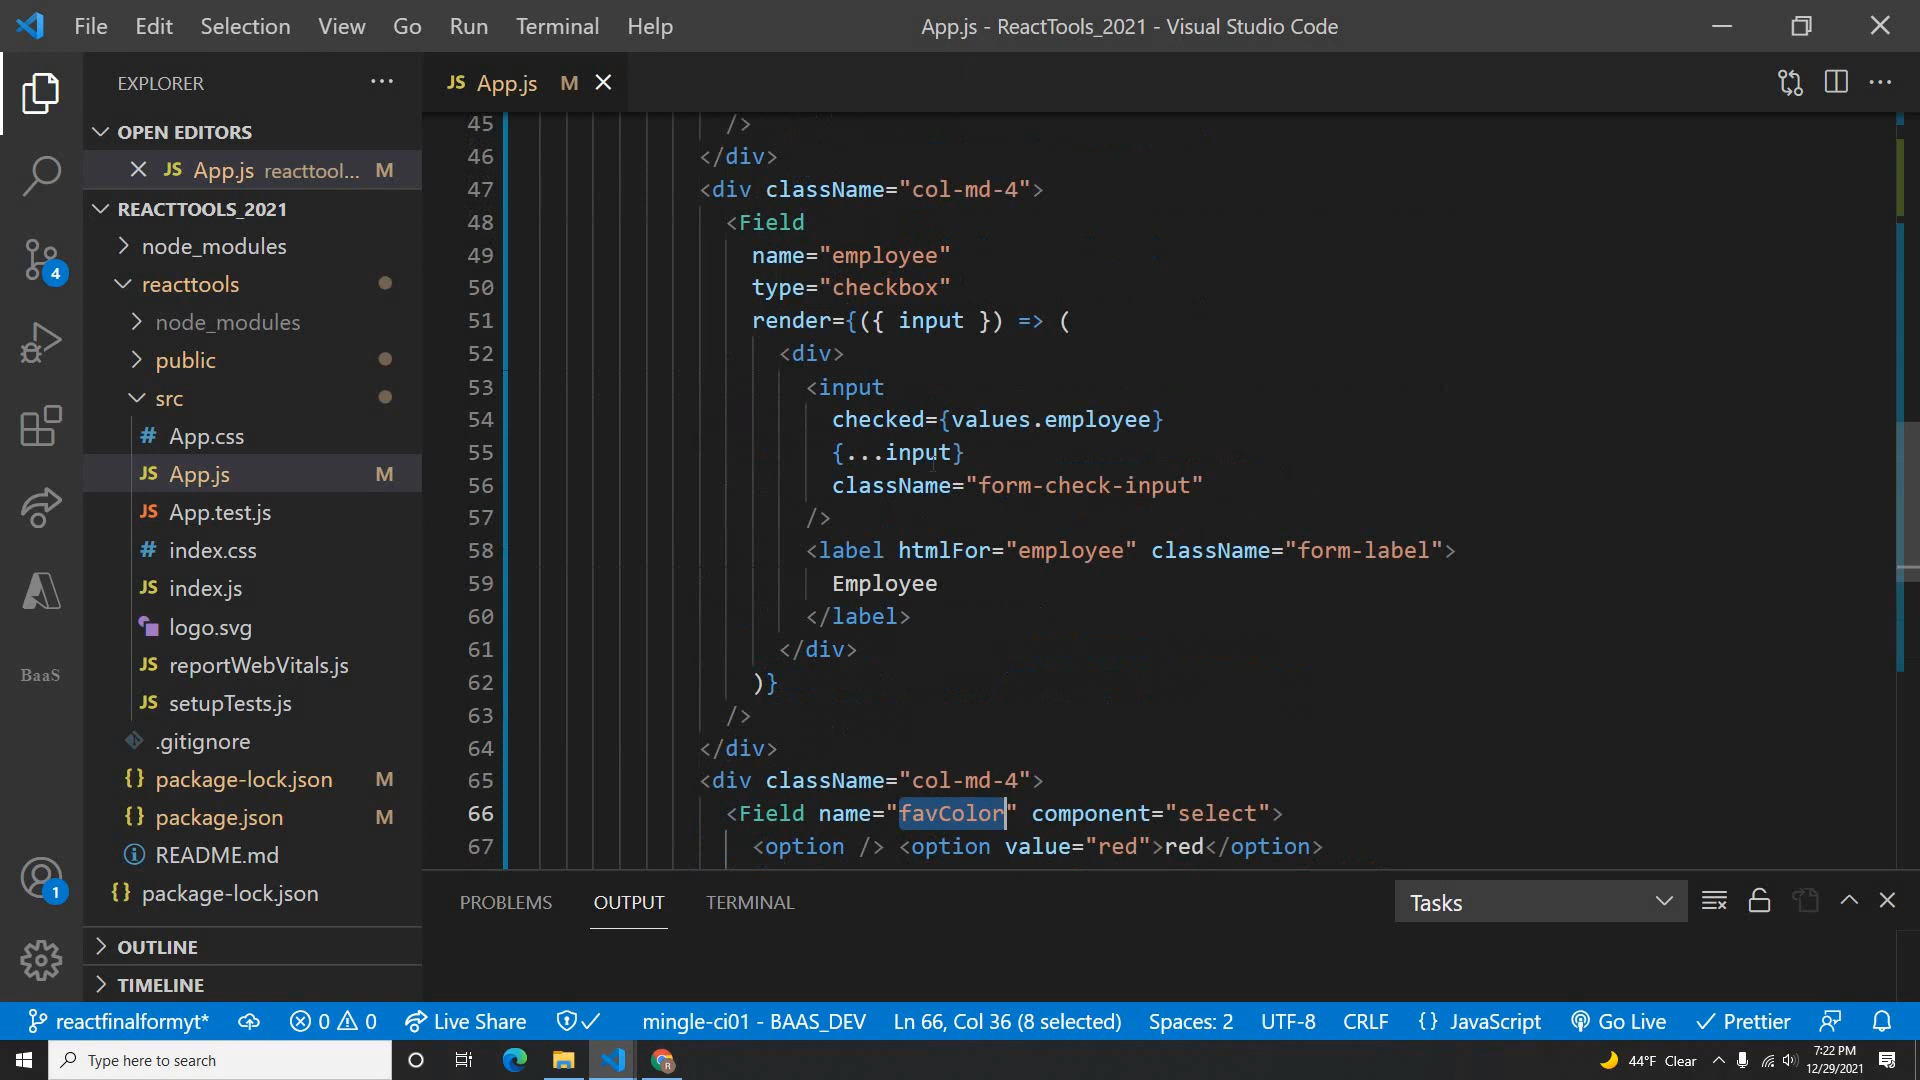 File Edit Selection View Go Run Terminal Help
App.js - ReactTools_2021 - Visual Studio Code
EXPLORER
OPEN EDITORS
JS App.js reacttool... M
REACTTOOLS_2021
node_modules
reacttools
node_modules
public
src
# App.css
JS App.js M
JS App.test.js
# index.css
JS index.js
logo.svg
JS reportWebVitals.js
JS setupTests.js
.gitignore
{} package-lock.json M
{} package.json M
README.md
{} package-lock.json
OUTLINE
TIMELINE
4
BaaS
1
JS App.js M
45 />
46 </div>
47 <div className="col-md-4">
48 <Field
49 name="employee"
50 type="checkbox"
51 render={({ input }) => (
52 <div>
53 <input
54 checked={values.employee}
55 {...input}
56 className="form-check-input"
57 />
58 <label htmlFor="employee" className="form-label">
59 Employee
60 </label>
61 </div>
62 )}
63 />
64 </div>
65 <div className="col-md-4">
66 <Field name="favColor" component="select">
67 <option /> <option value="red">red</option>
PROBLEMS OUTPUT TERMINAL
Tasks
reactfinalformyt* 0 0 Live Share mingle-ci01 - BAAS_DEV Ln 66, Col 36 (8 selected) Spaces: 2 UTF-8 CRLF {} JavaScript Go Live Prettier
Type here to search
44°F Clear
7:22 PM
12/29/2021